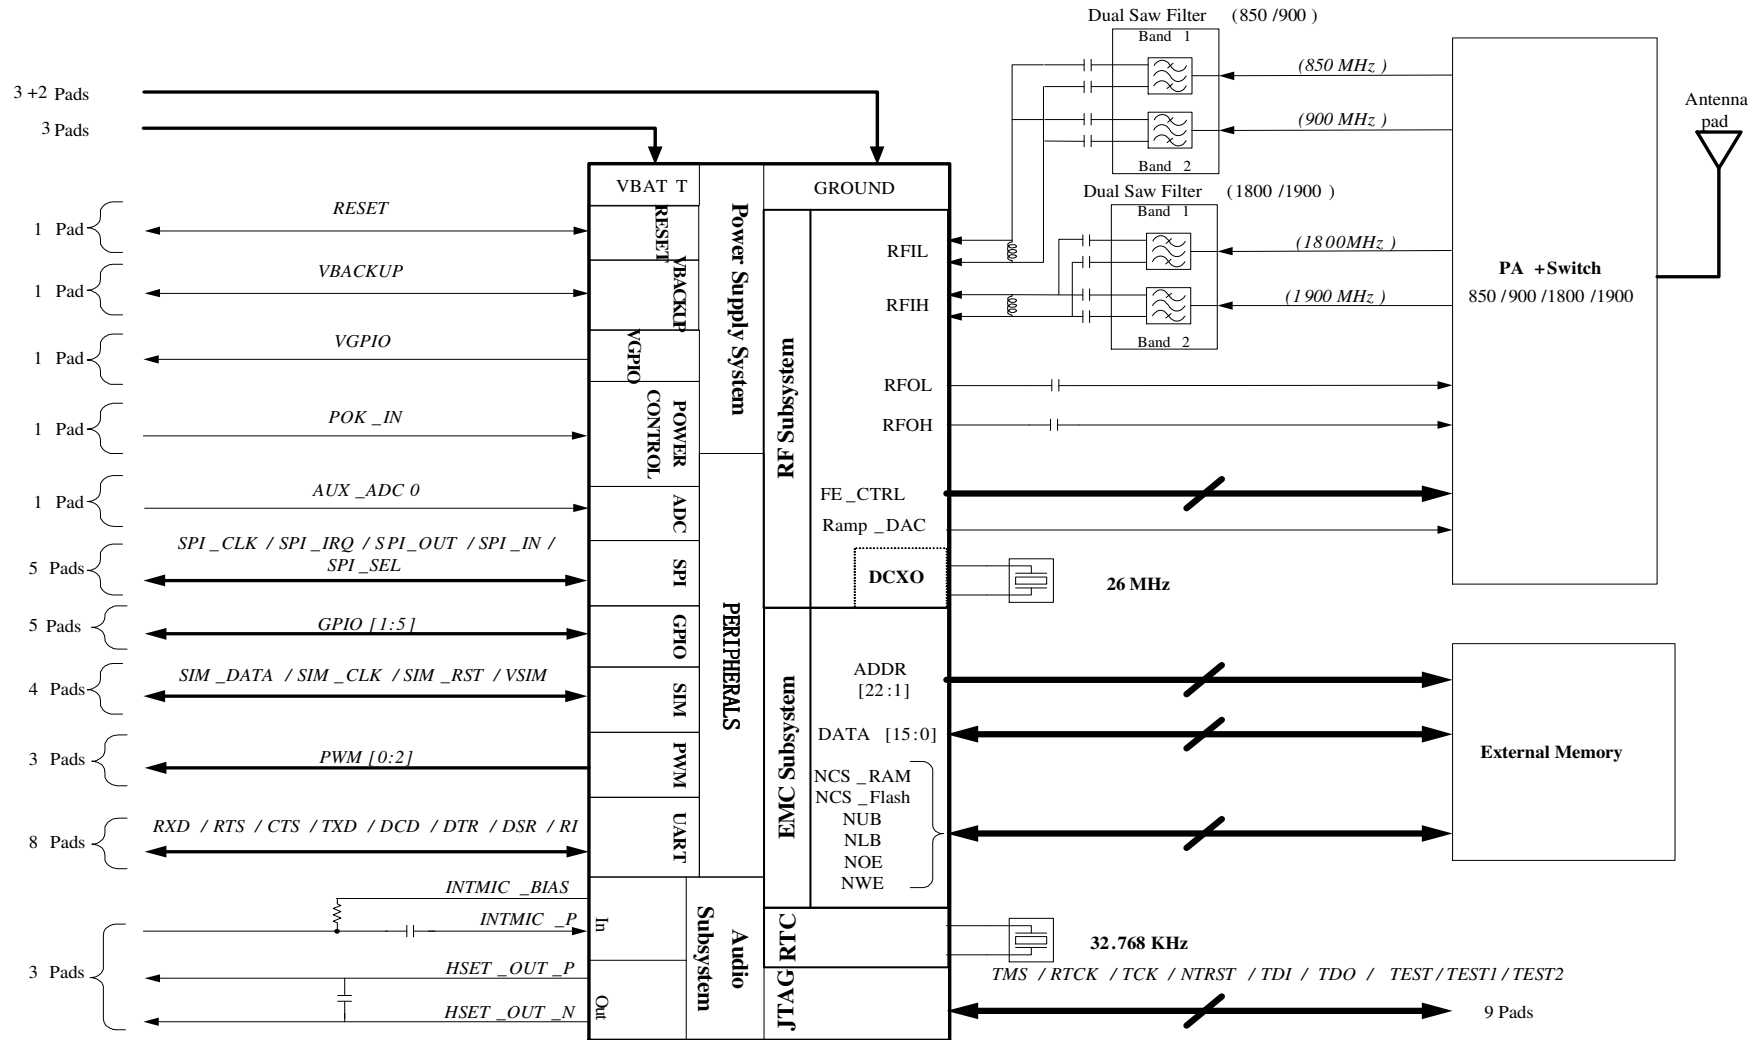 Dual Saw Filter (850 /900 )
Band 1
(850 MHz )
(900 MHz )
Band 2
Dual Saw Filter (1800 /1900 )
Band 1
(1800MHz )
(1900 MHz )
Band 2
PA +Switch
850 /900 /1800 /1900
Antenna
pad
3 +2 Pads
3 Pads
VBAT T
GROUND
1 Pad
RESET
RESET
1 Pad
VBACKUP
VBACKUP
1 Pad
VGPIO
VGPIO
1 Pad
POK _IN
POWER
CONTROL
1 Pad
AUX _ADC 0
ADC
5 Pads
SPI _CLK / SPI _IRQ / SPI _OUT / SPI _IN /
SPI _SEL
SPI
5 Pads
GPIO [1:5]
GPIO
4 Pads
SIM _DATA / SIM _CLK / SIM _RST / VSIM
SIM
3 Pads
PWM [0:2]
PWM
8 Pads
RXD / RTS / CTS / TXD / DCD / DTR / DSR / RI
UART
3 Pads
INTMIC _BIAS
INTMIC _P
In
HSET _OUT _P
HSET _OUT _N
Out
Power Supply System
PERIPHERALS
Audio
Subsystem
RF Subsystem
RFIL
RFIH
RFOL
RFOH
FE _CTRL
Ramp _DAC
DCXO
26 MHz
EMC Subsystem
ADDR
[22 :1]
DATA [15:0]
NCS _RAM
NCS _Flash
NUB
NLB
NOE
NWE
External Memory
RTC
32.768 KHz
JTAG
TMS / RTCK / TCK / NTRST / TDI / TDO / TEST / TEST1 / TEST2
9 Pads